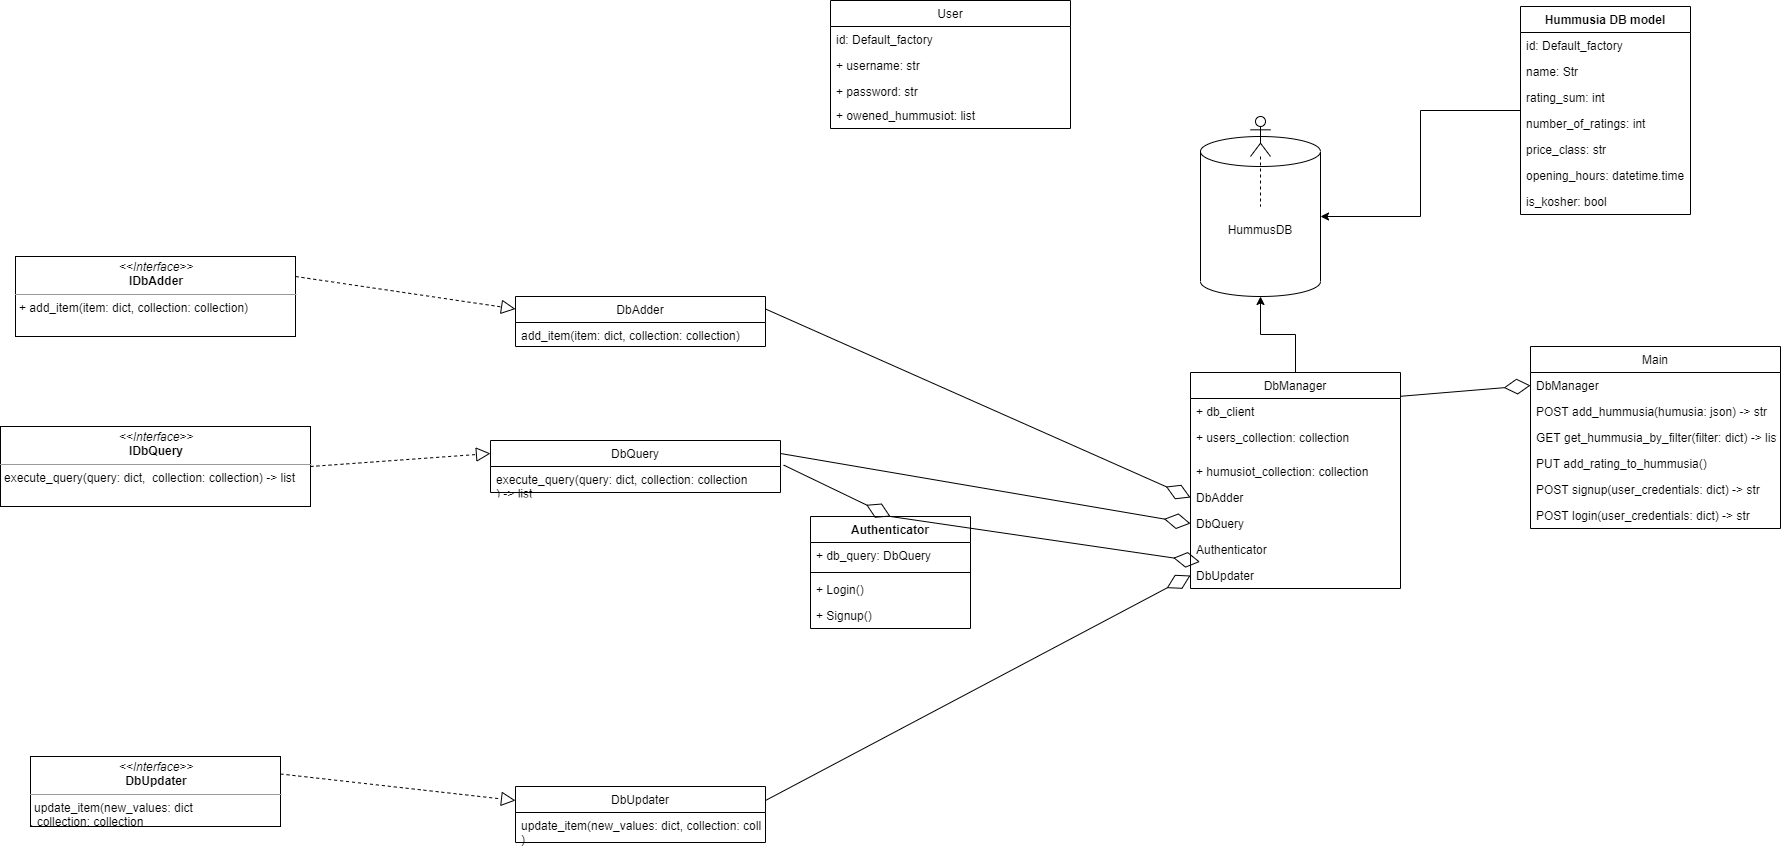 User
id: Default_factory
+ username: str
+ password: str
+ owened_hummusiot: list
Hummusia DB model
id: Default_factory
name: Str
rating_sum: int
number_of_ratings: int
price_class: str
opening_hours: datetime.time
is_kosher: bool
HummusDB
<<Interface>>
IDbAdder
+ add_item(item: dict, collection: collection)
DbAdder
add_item(item: dict, collection: collection)
<<Interface>>
IDbQuery
execute_query(query: dict,  collection: collection) -> list
DbQuery
execute_query(query: dict, collection: collection
) -> list
Authenticator
+ db_query: DbQuery
+ Login()
+ Signup()
DbManager
+ db_client
+ users_collection: collection
+ humusiot_collection: collection
DbAdder
DbQuery
Authenticator
DbUpdater
Main
DbManager
POST add_hummusia(humusia: json) -> str
GET get_hummusia_by_filter(filter: dict) -> lis
PUT add_rating_to_hummusia()
POST signup(user_credentials: dict) -> str
POST login(user_credentials: dict) -> str
<<Interface>>
DbUpdater
update_item(new_values: dict
collection: collection
DbUpdater
update_item(new_values: dict, collection: coll
)